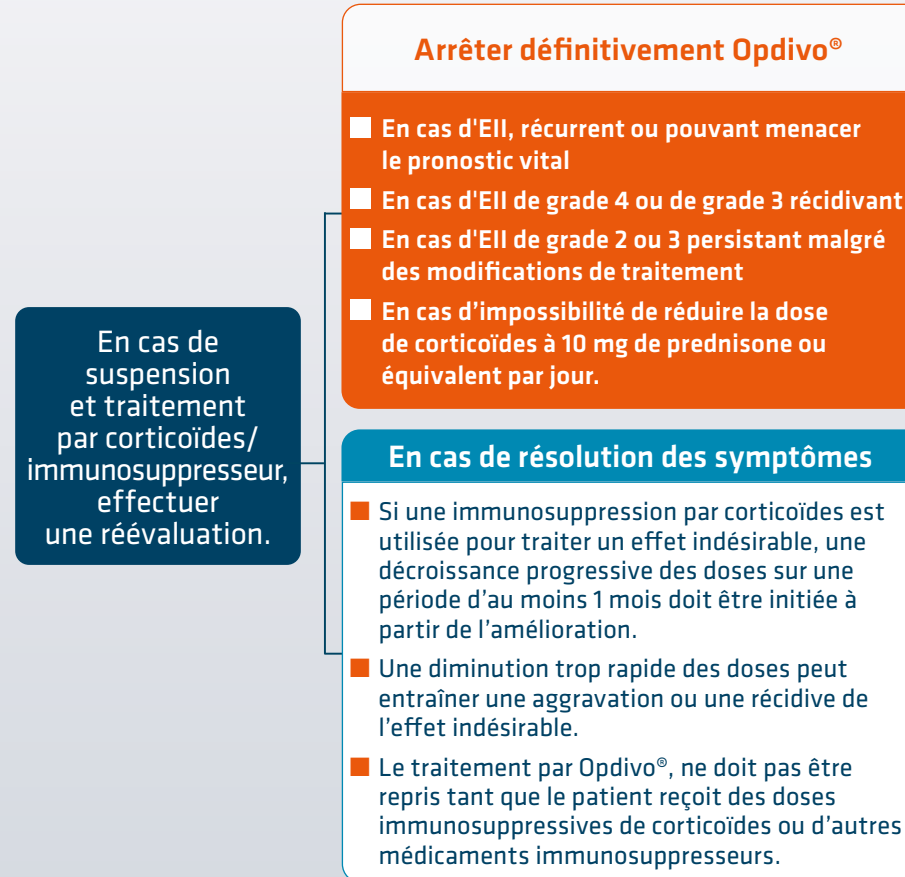 En cas de
suspension
et traitement
par corticoïdes/
immunosuppresseur,
effectuer
une réévaluation.
Arrêter définitivement Opdivo®
En cas d'EII, récurrent ou pouvant menacer
le pronostic vital
En cas d'EII de grade 4 ou de grade 3 récidivant
En cas d'EII de grade 2 ou 3 persistant malgré
des modifications de traitement
En cas d’impossibilité de réduire la dose
de corticoïdes à 10 mg de prednisone ou
équivalent par jour.
En cas de résolution des symptômes
Si une immunosuppression par corticoïdes est
utilisée pour traiter un effet indésirable, une
décroissance progressive des doses sur une
période d’au moins 1 mois doit être initiée à
partir de l’amélioration.
Une diminution trop rapide des doses peut
entraîner une aggravation ou une récidive de
l’effet indésirable.
Le traitement par Opdivo®, ne doit pas être
repris tant que le patient reçoit des doses
immunosuppressives de corticoïdes ou d’autres
médicaments immunosuppresseurs.